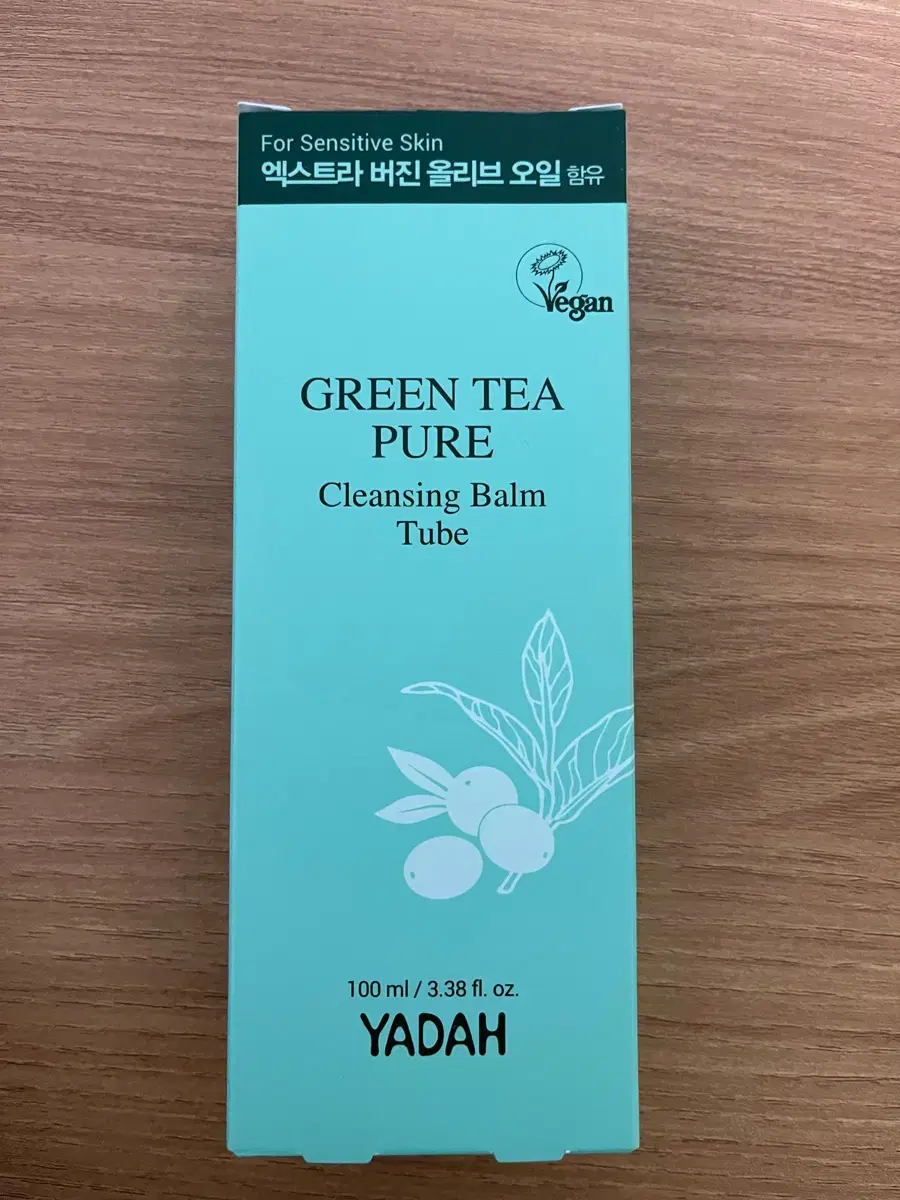 For Sensitive Skin
엑스트라 버진 올리브 오일 함유
Vegan
GREEN TEA
PURE
Cleansing Balm
Tube
100 ml / 3.38 fl. oz.
YADAH